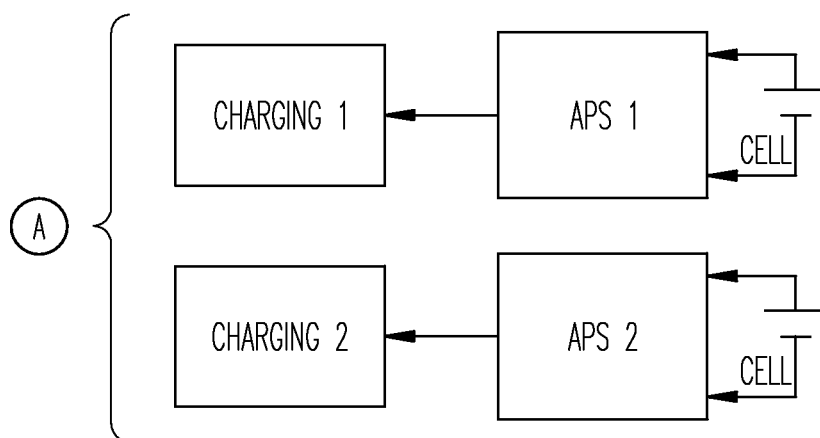 CHARGING 1
APS 1
CELL
A
CHARGING 2
APS 2
CELL